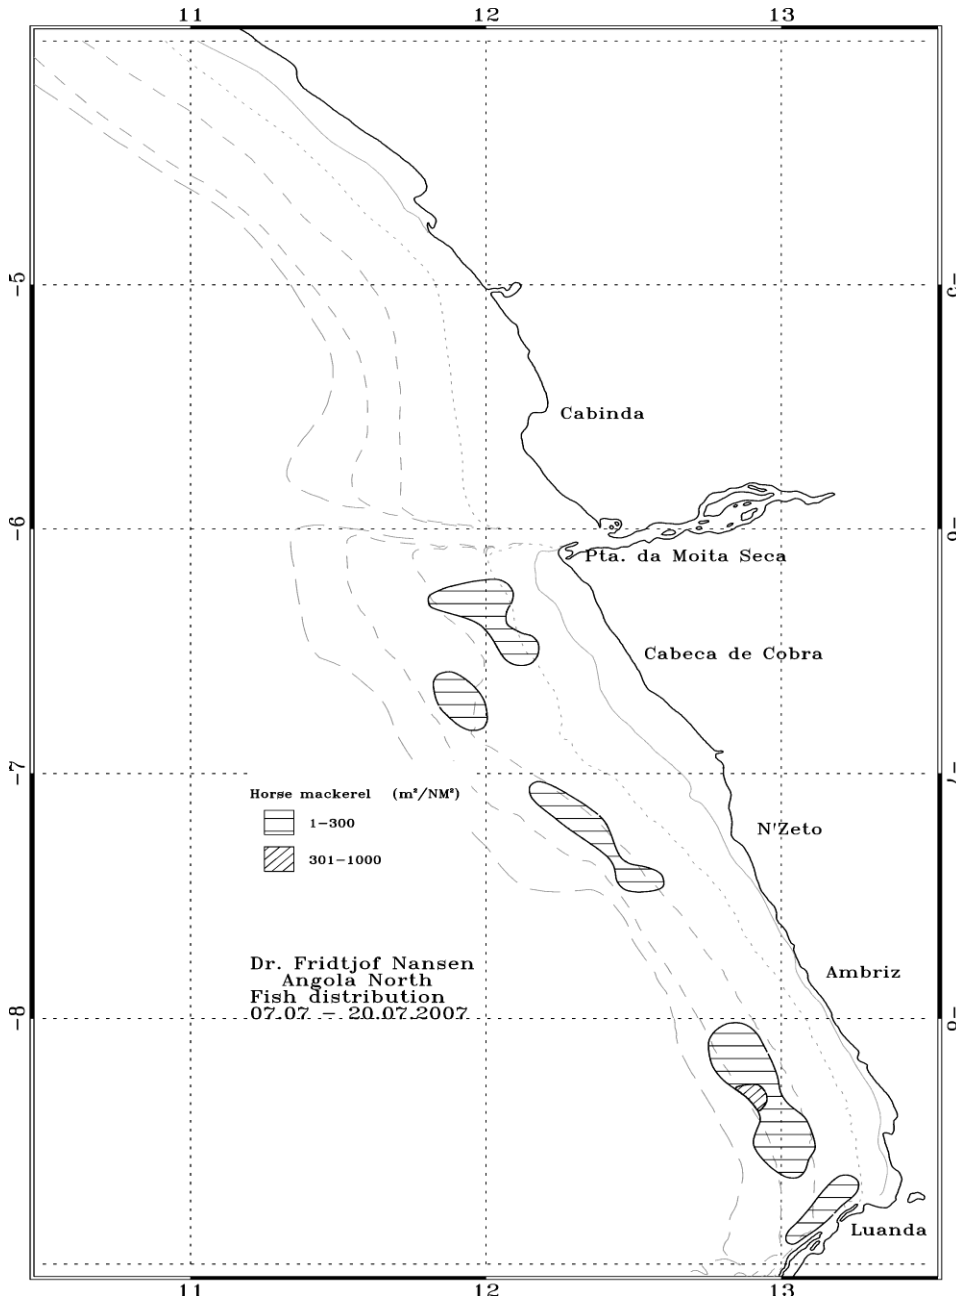 11 12 13
-5
Cabinda
-6
Pta. da Moita Seca
Cabeca de Cobra
-7
Horse mackerel (m²/NM²)
1-300
N'Zeto
301-1000
Dr. Fridtjof Nansen
Angola North
Fish distribution
07.07 - 20.07.2007
Ambriz
-8
Luanda
11 12 13